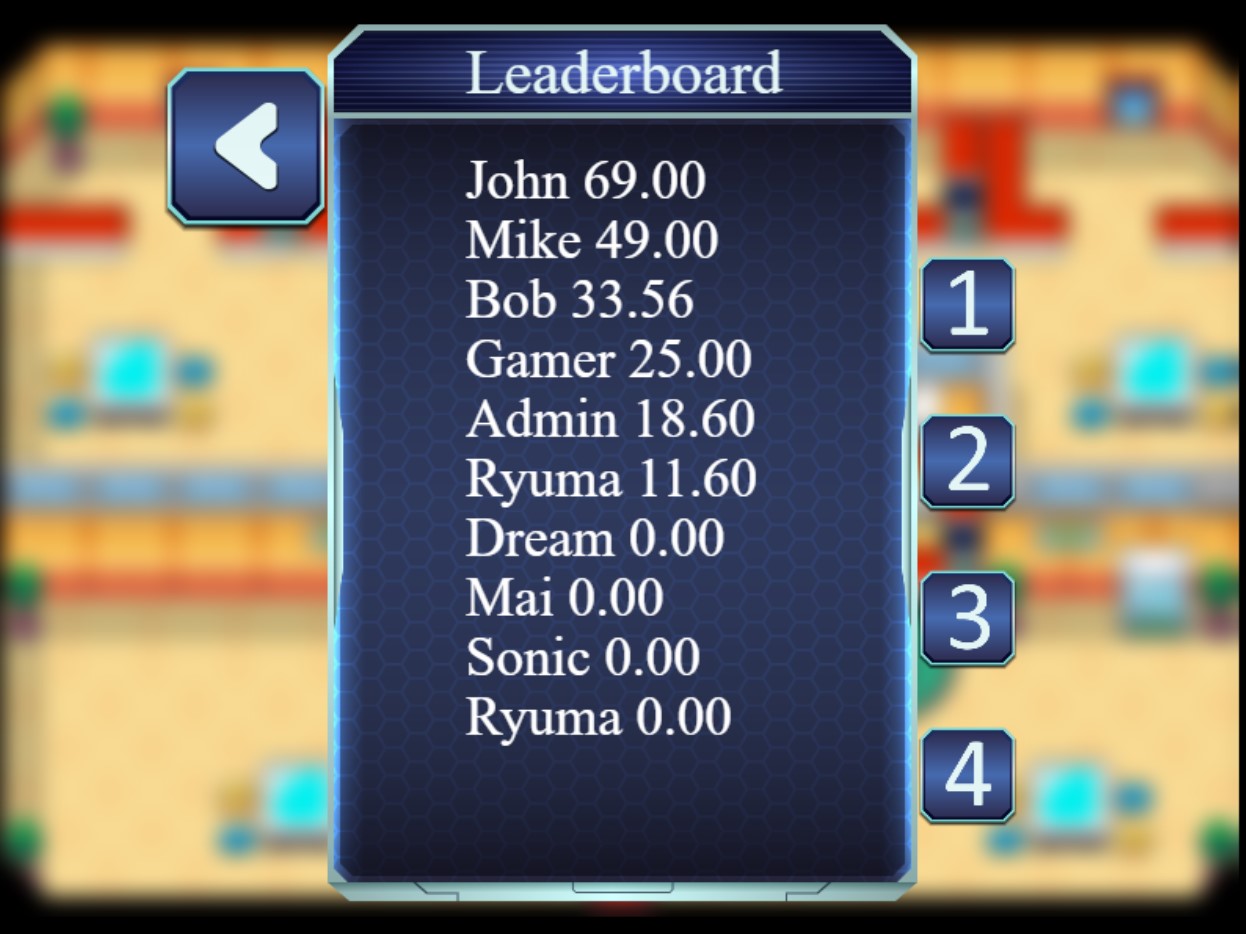 Leaderboard
John 69.00
Mike 49.00
Bob 33.56
Gamer 25.00
Admin 18.60
Ryuma 11.60
Dream 0.00
Mai 0.00
Sonic 0.00
Ryuma 0.00
1
2
3
4